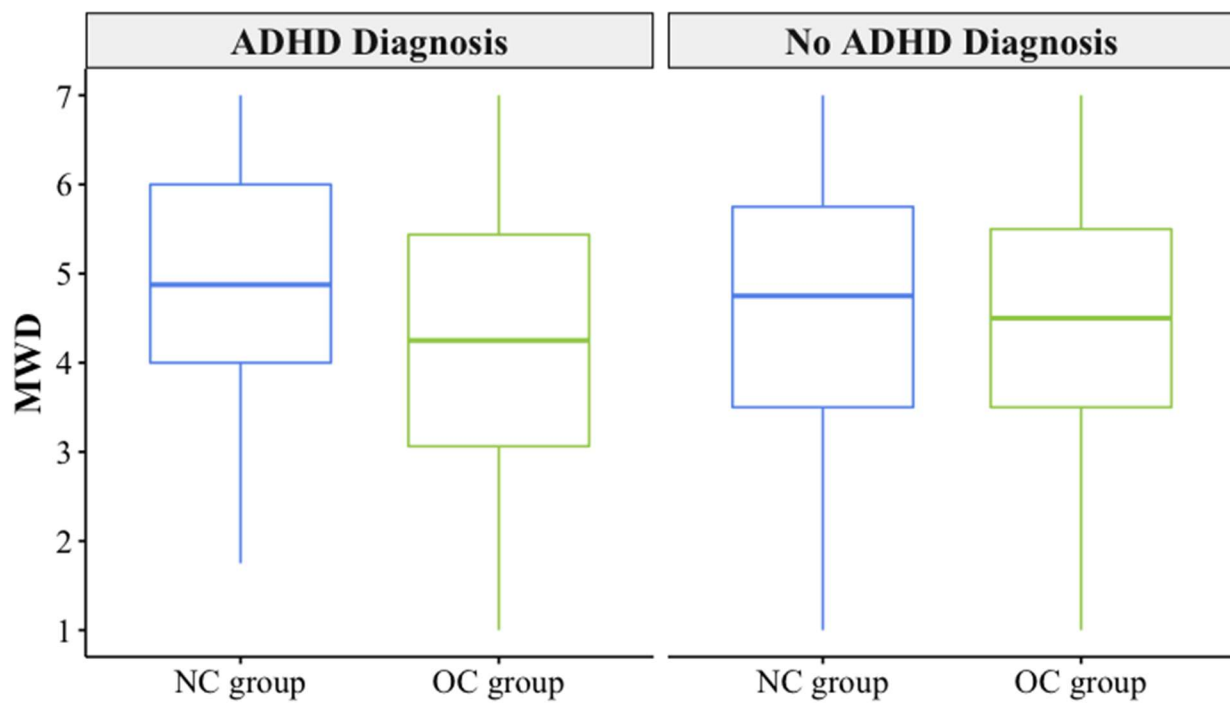 ADHD Diagnosis
No ADHD Diagnosis
MWD
7
6
5
4
3
2
1
NC group
OC group
NC group
OC group